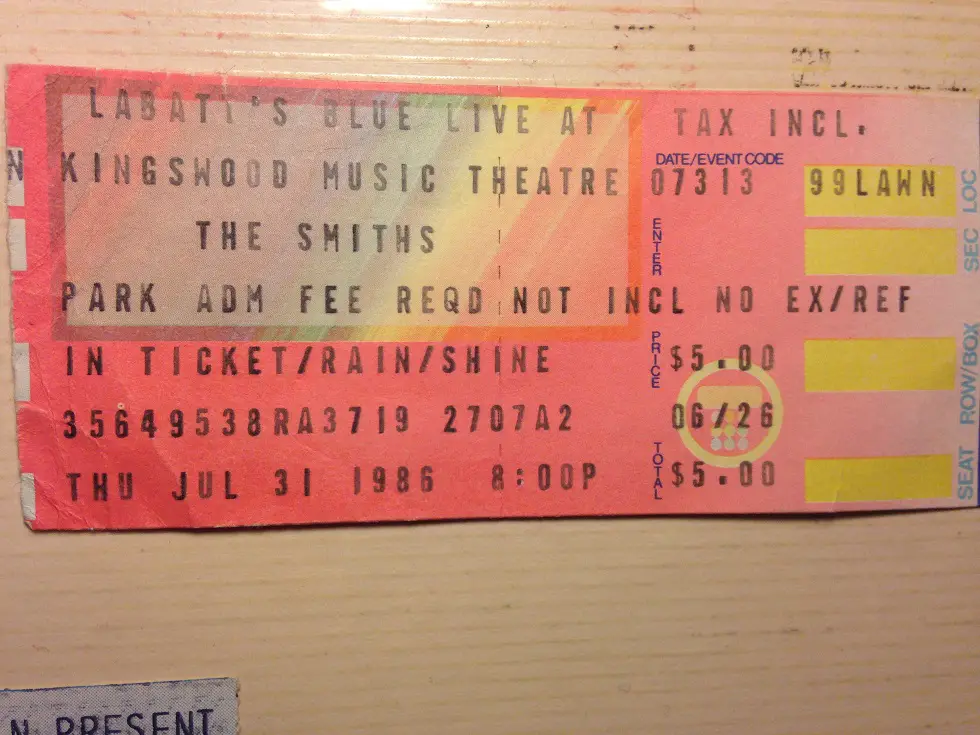 LABATT'S BLUE LIVE AT TAX INCL.
DATE/EVENT CODE
N KINGSWOOD MUSIC THEATRE 07313 99LAWN
THE SMITHS
ENTER
PARK ADM FEE REQD NOT INCL NO EX/REF
IN TICKET/RAIN/SHINE PRICE $5.00
35649538RA3719 2707A2 06/26
THU JUL 31 1986 8:00P TOTAL $5.00
SEAT ROW/BOX SEC LOC
N PRESENT